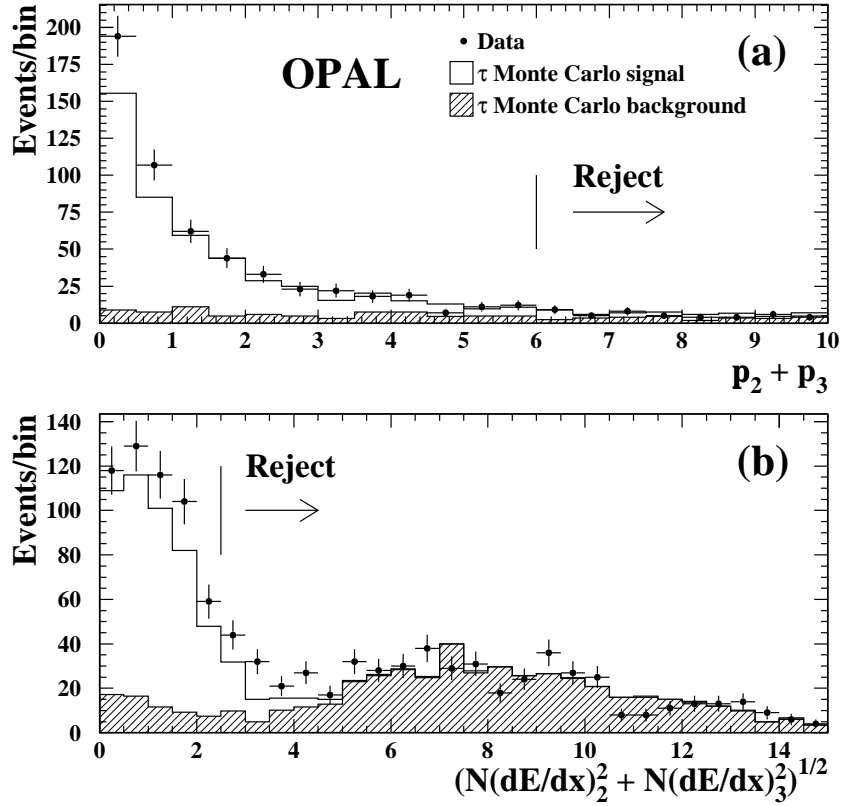 Events/bin
200
175
150
125
100
75
50
25
0
OPAL
Data
τ Monte Carlo signal
τ Monte Carlo background
(a)
Reject
0 1 2 3 4 5 6 7 8 9 10
p₂ + p₃
Events/bin
140
120
100
80
60
40
20
0
Reject
(b)
0 2 4 6 8 10 12 14
(N(dE/dx)₂² + N(dE/dx)₃²)^1/2